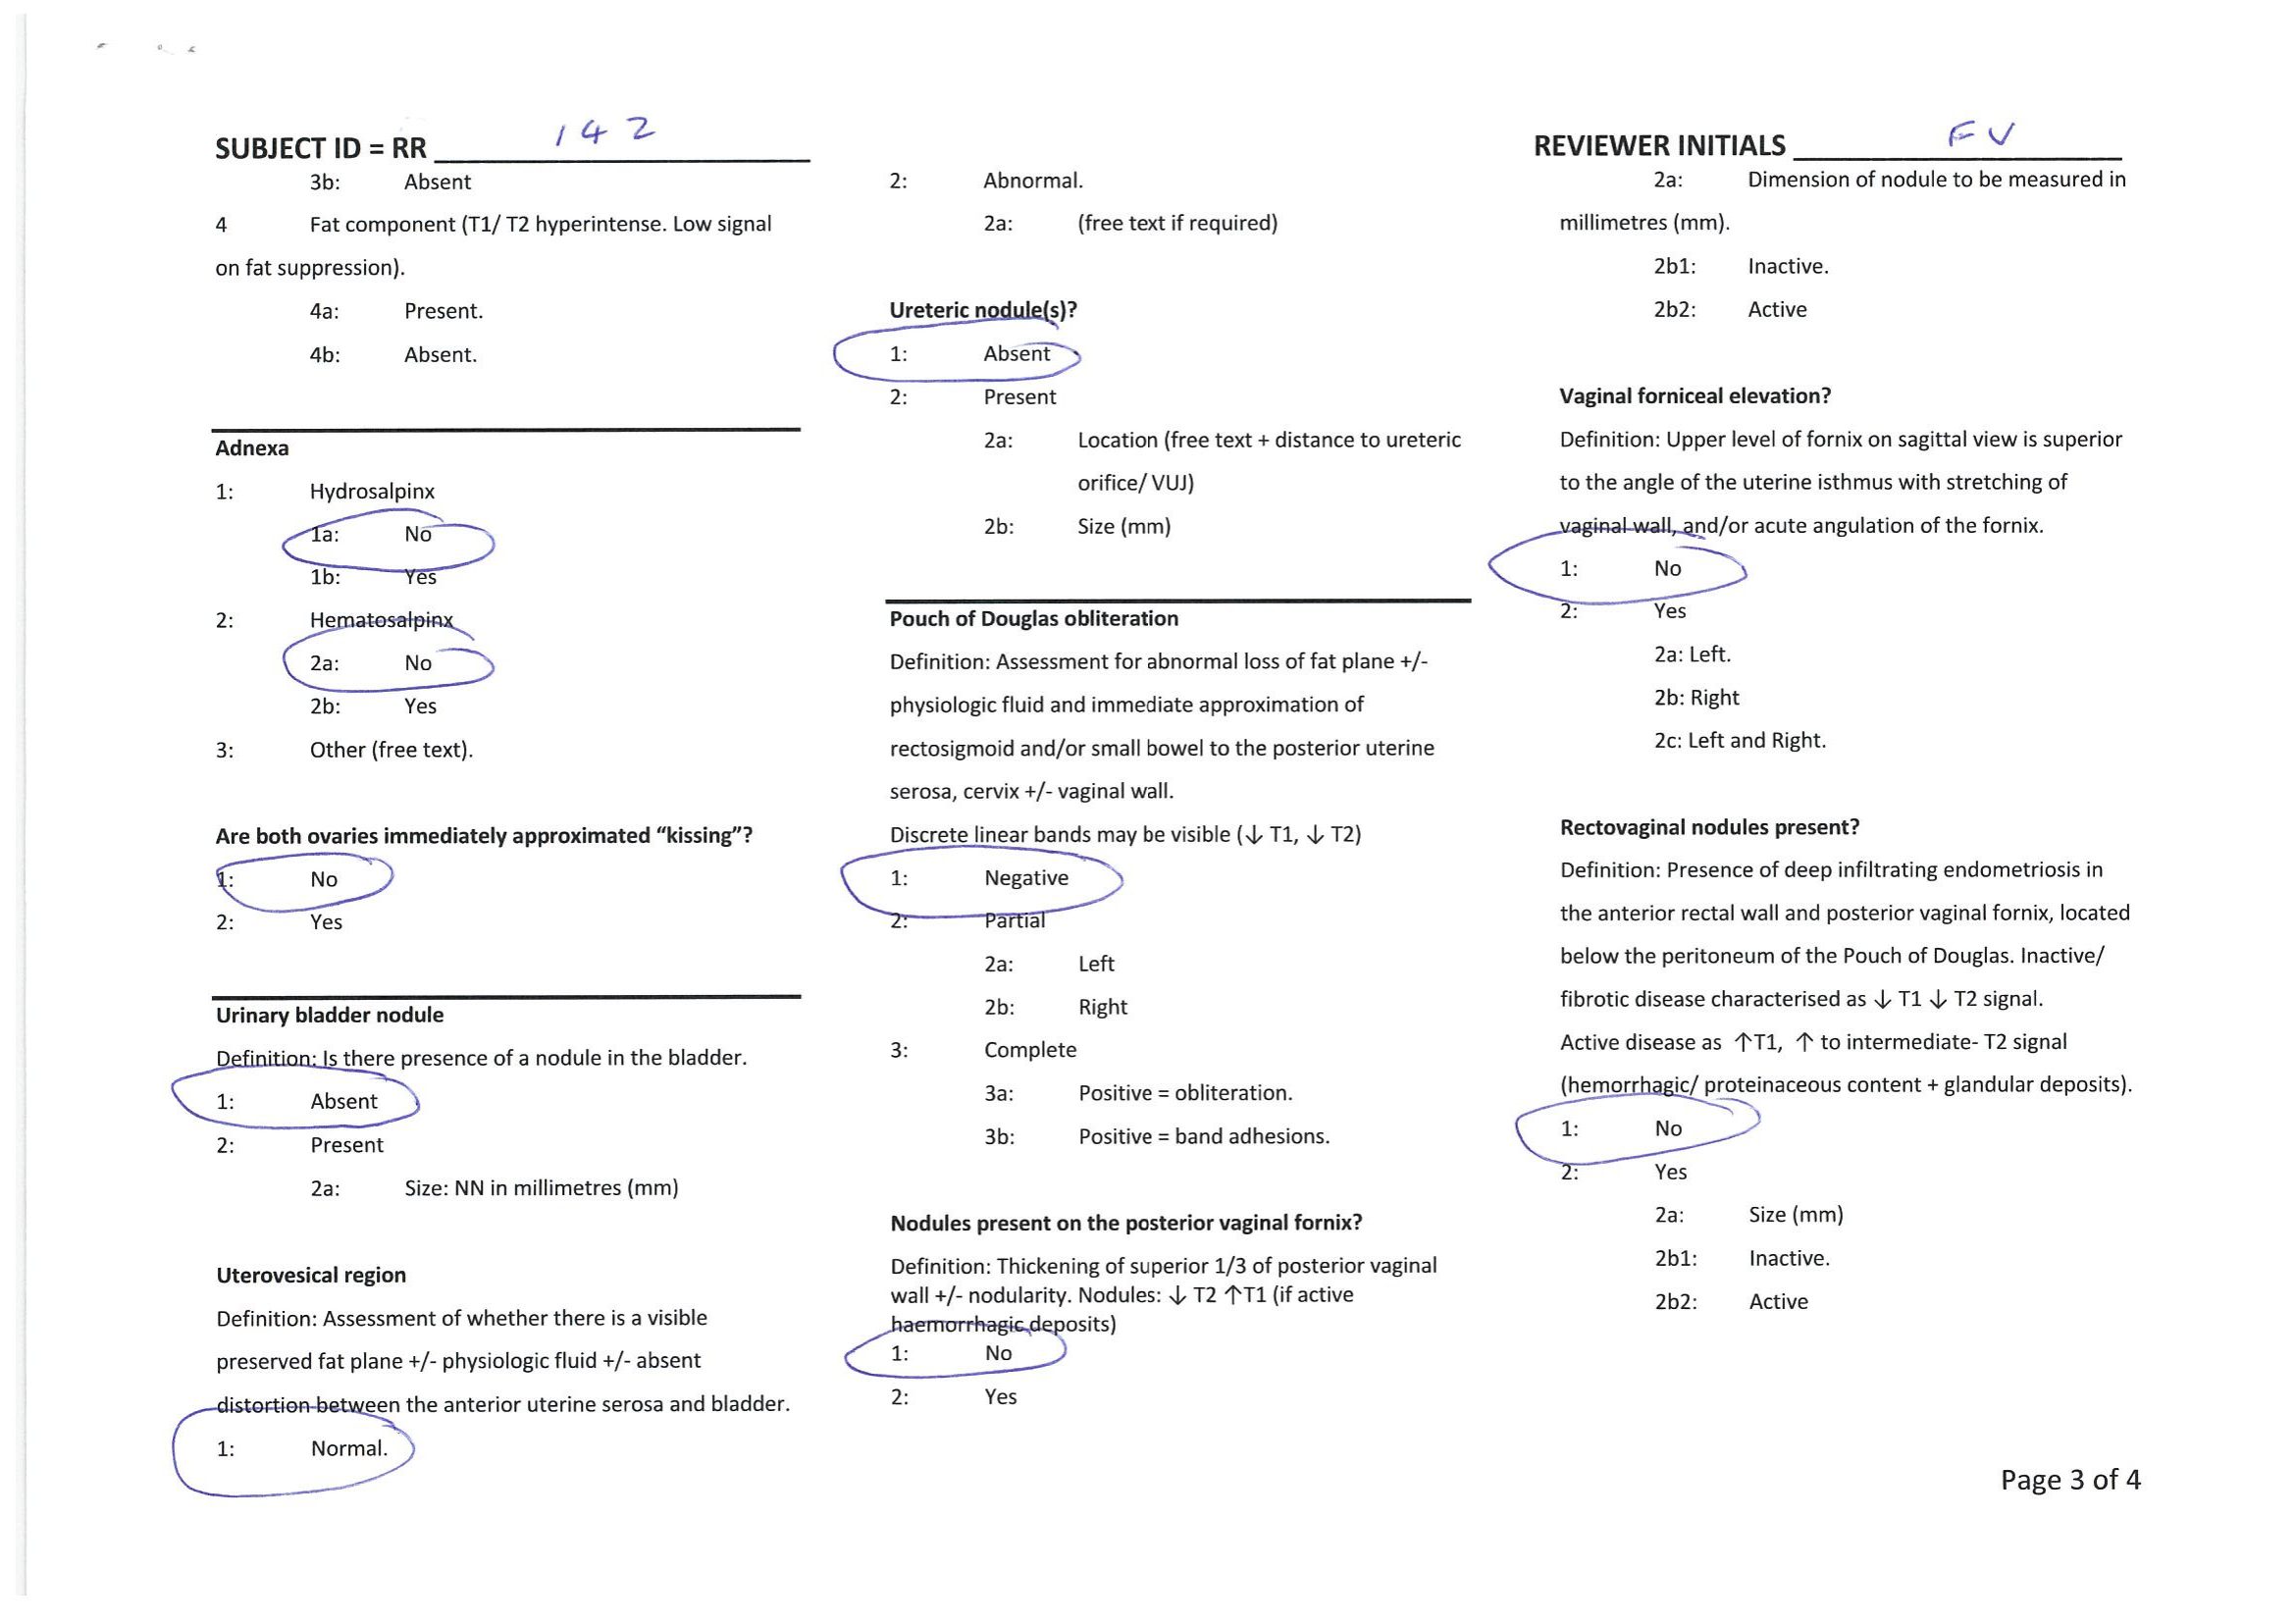 SUBJECT ID = RR 142
3b: Absent
4 Fat component (T1/ T2 hyperintense. Low signal
on fat suppression).
4a: Present.
4b: Absent.
Adnexa
1: Hydrosalpinx
1a: No
1b: Yes
2: Hematosalpinx
2a: No
2b: Yes
3: Other (free text).
Are both ovaries immediately approximated “kissing”?
1: No
2: Yes
Urinary bladder nodule
Definition: Is there presence of a nodule in the bladder.
1: Absent
2: Present
2a: Size: NN in millimetres (mm)
Uterovesical region
Definition: Assessment of whether there is a visible
preserved fat plane +/- physiologic fluid +/- absent
distortion between the anterior uterine serosa and bladder.
1: Normal.
2: Abnormal.
2a: (free text if required)
Ureteric nodule(s)?
1: Absent
2: Present
2a: Location (free text + distance to ureteric
orifice/ VUJ)
2b: Size (mm)
Pouch of Douglas obliteration
Definition: Assessment for abnormal loss of fat plane +/-
physiologic fluid and immediate approximation of
rectosigmoid and/or small bowel to the posterior uterine
serosa, cervix +/- vaginal wall.
Discrete linear bands may be visible (↓ T1, ↓ T2)
1: Negative
2: Partial
2a: Left
2b: Right
3: Complete
3a: Positive = obliteration.
3b: Positive = band adhesions.
Nodules present on the posterior vaginal fornix?
Definition: Thickening of superior 1/3 of posterior vaginal
wall +/- nodularity. Nodules: ↓ T2 ↑T1 (if active
haemorrhagic deposits)
1: No
2: Yes
REVIEWER INITIALS FV
2a: Dimension of nodule to be measured in
millimetres (mm).
2b1: Inactive.
2b2: Active
Vaginal forniceal elevation?
Definition: Upper level of fornix on sagittal view is superior
to the angle of the uterine isthmus with stretching of
vaginal wall, and/or acute angulation of the fornix.
1: No
2: Yes
2a: Left.
2b: Right
2c: Left and Right.
Rectovaginal nodules present?
Definition: Presence of deep infiltrating endometriosis in
the anterior rectal wall and posterior vaginal fornix, located
below the peritoneum of the Pouch of Douglas. Inactive/
fibrotic disease characterised as ↓ T1 ↓ T2 signal.
Active disease as ↑T1, ↑ to intermediate- T2 signal
(hemorrhagic/ proteinaceous content + glandular deposits).
1: No
2: Yes
2a: Size (mm)
2b1: Inactive.
2b2: Active
Page 3 of 4